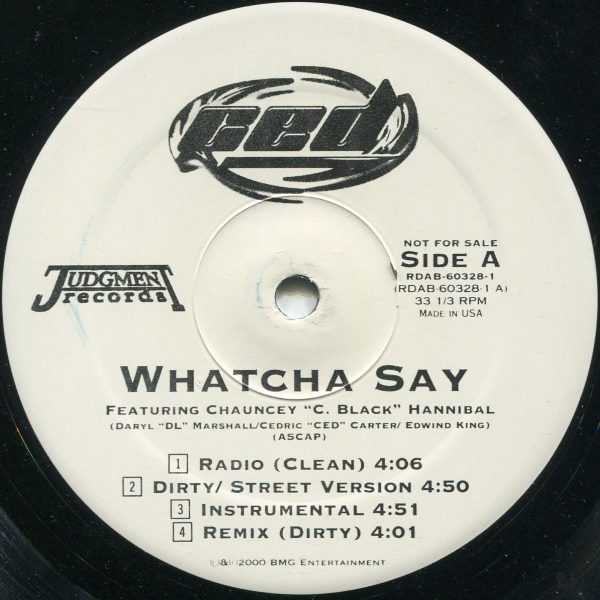 ced
JUDGMENT
records
NOT FOR SALE
SIDE A
RDAB-60328-1
(RDAB-60328-1 A)
33 1/3 RPM
MADE IN USA
WHATCHA SAY
FEATURING CHAUNCEY "C. BLACK" HANNIBAL
(DARYL "DL" MARSHALL/CEDRIC "CED" CARTER/ EDWIND KING)
(ASCAP)
1 RADIO (CLEAN) 4:06
2 DIRTY/ STREET VERSION 4:50
3 INSTRUMENTAL 4:51
4 REMIX (DIRTY) 4:01
℗&© 2000 BMG ENTERTAINMENT